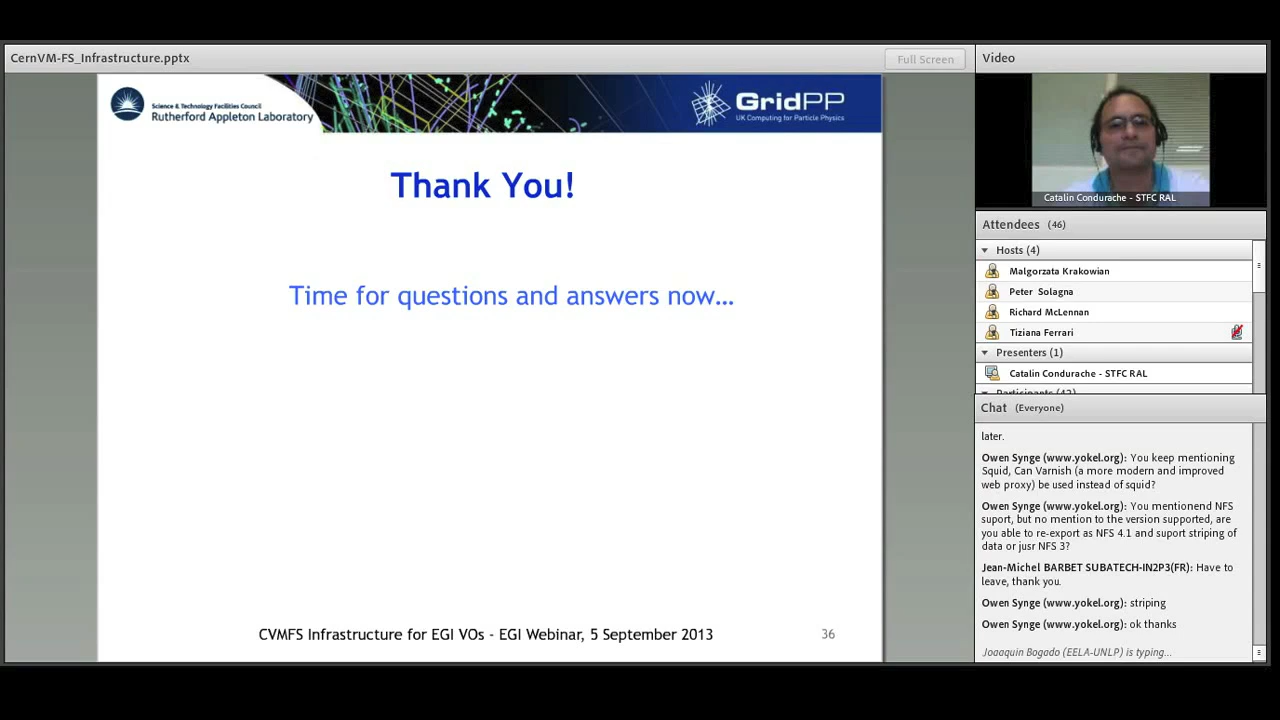 CernVM-FS_Infrastructure.pptx
Full Screen
Science & Technology Facilities Council
Rutherford Appleton Laboratory
GridPP
UK Computing for Particle Physics
Thank You!
Time for questions and answers now...
CVMFS Infrastructure for EGI VOs - EGI Webinar, 5 September 2013
36
Video
Catalin Condurache - STFC RAL
Attendees (46)
Hosts (4)
Malgorzata Krakowian
Peter Solagna
Richard McLennan
Tiziana Ferrari
Presenters (1)
Catalin Condurache - STFC RAL
Participants (42)
Chat (Everyone)
later.
Owen Synge (www.yokel.org): You keep mentioning
Squid, Can Varnish (a more modern and improved
web proxy) be used instead of squid?
Owen Synge (www.yokel.org): You mentionend NFS
suport, but no mention to the version supported, are
you able to re-export as NFS 4.1 and suport striping of
data or jusr NFS 3?
Jean-Michel BARBET SUBATECH-IN2P3(FR): Have to
leave, thank you.
Owen Synge (www.yokel.org): striping
Owen Synge (www.yokel.org): ok thanks
Joaaquin Bogado (EELA-UNLP) is typing...